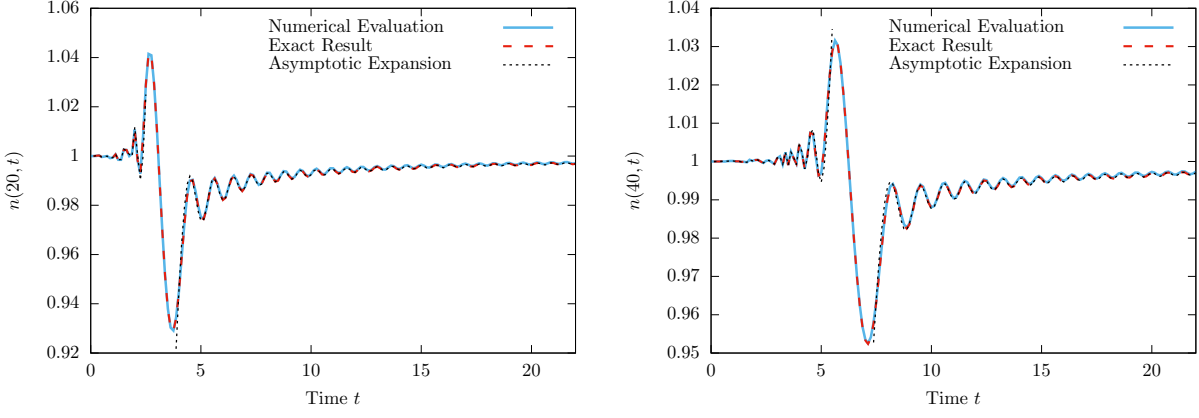 1.06
1.04
1.02
1
0.98
0.96
0.94
0.92
0
5
10
15
20
n(20, t)
Time t
Numerical Evaluation
Exact Result
Asymptotic Expansion
1.04
1.03
1.02
1.01
1
0.99
0.98
0.97
0.96
0.95
0
5
10
15
20
n(40, t)
Time t
Numerical Evaluation
Exact Result
Asymptotic Expansion